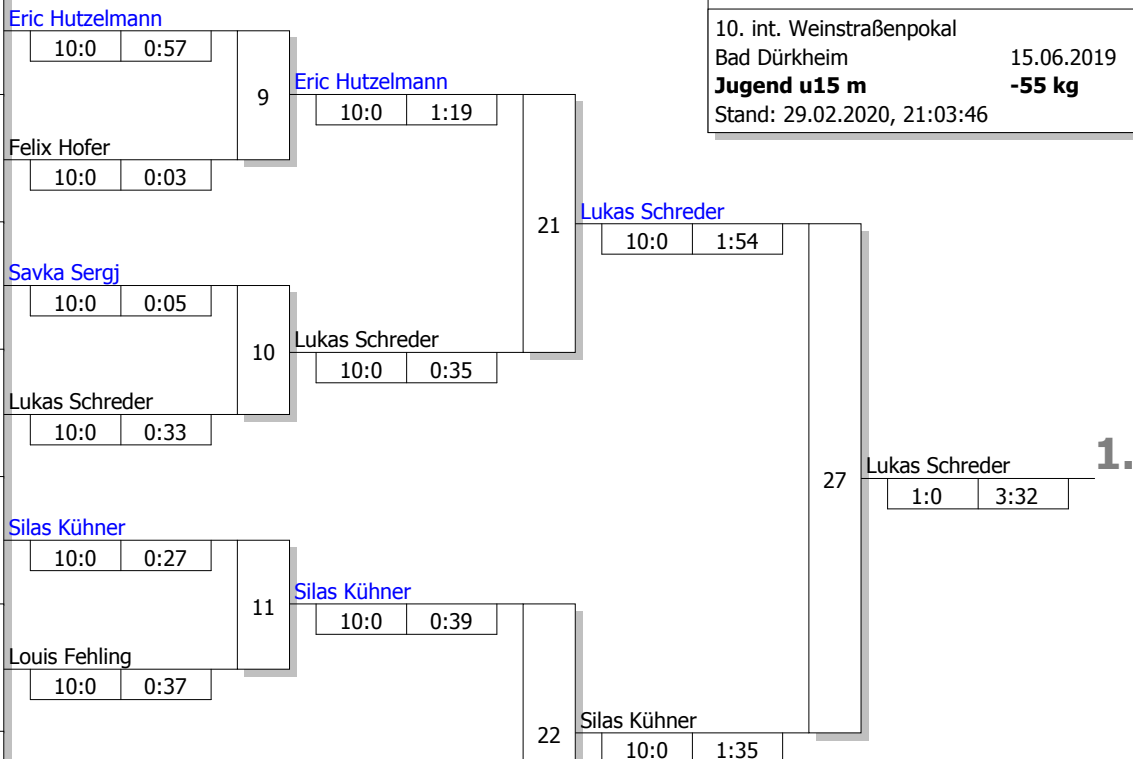 Eric Hutzelmann
10:0 0:57
9
Felix Hofer
10:0 0:03
Eric Hutzelmann
10:0 1:19
Savka Sergj
10:0 0:05
10
Lukas Schreder
10:0 0:33
Lukas Schreder
10:0 0:35
21
Lukas Schreder
10:0 1:54
Silas Kühner
10:0 0:27
11
Louis Fehling
10:0 0:37
Silas Kühner
10:0 0:39
22
Silas Kühner
10:0 1:35
27
Lukas Schreder
1:0 3:32
1.
10. int. Weinstraßenpokal
Bad Dürkheim 15.06.2019
Jugend u15 m -55 kg
Stand: 29.02.2020, 21:03:46